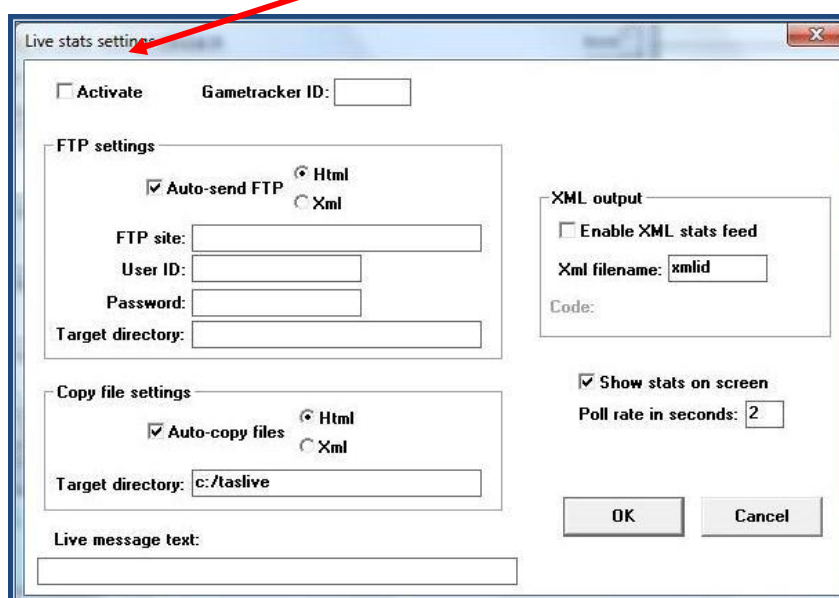 Live stats settings
Activate Gametracker ID:
FTP settings
Auto-send FTP
Html
Xml
FTP site:
User ID:
Password:
Target directory:
Copy file settings
Auto-copy files
Html
Xml
Target directory: c:/taslive
Live message text:
XML output
Enable XML stats feed
Xml filename: xmlid
Code:
Show stats on screen
Poll rate in seconds: 2
OK Cancel